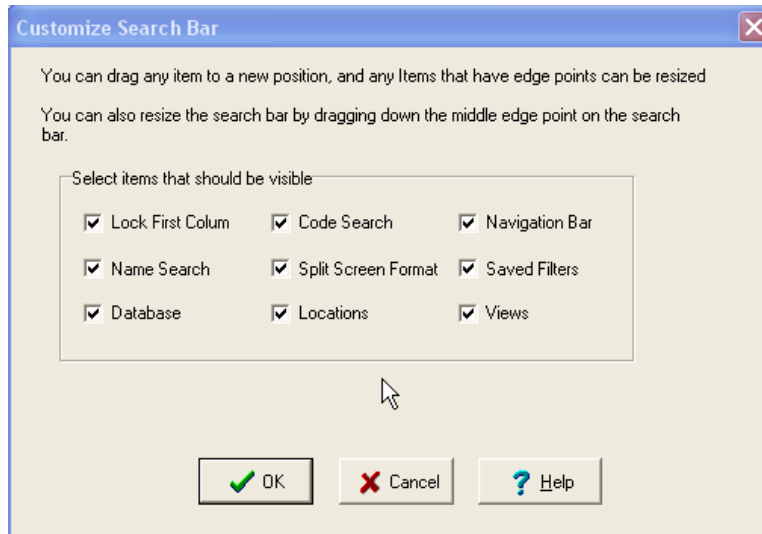 Customize Search Bar
You can drag any item to a new position, and any Items that have edge points can be resized
You can also resize the search bar by dragging down the middle edge point on the search
bar.
Select items that should be visible
Lock First Colum Code Search Navigation Bar
Name Search Split Screen Format Saved Filters
Database Locations Views
OK Cancel Help